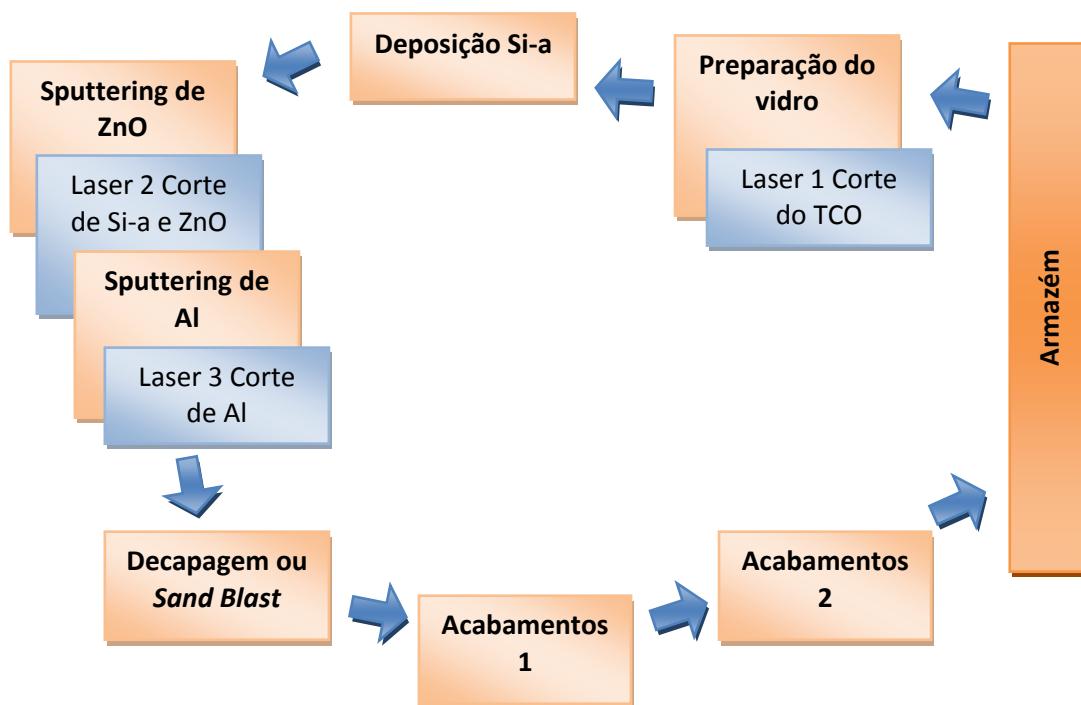 Deposição Si-a
Preparação do
vidro
Laser 1 Corte
do TCO
Sputtering de
ZnO
Laser 2 Corte
de Si-a e ZnO
Sputtering de
Al
Laser 3 Corte
de Al
Armazém
Decapagem ou
Sand Blast
Acabamentos
1
Acabamentos
2